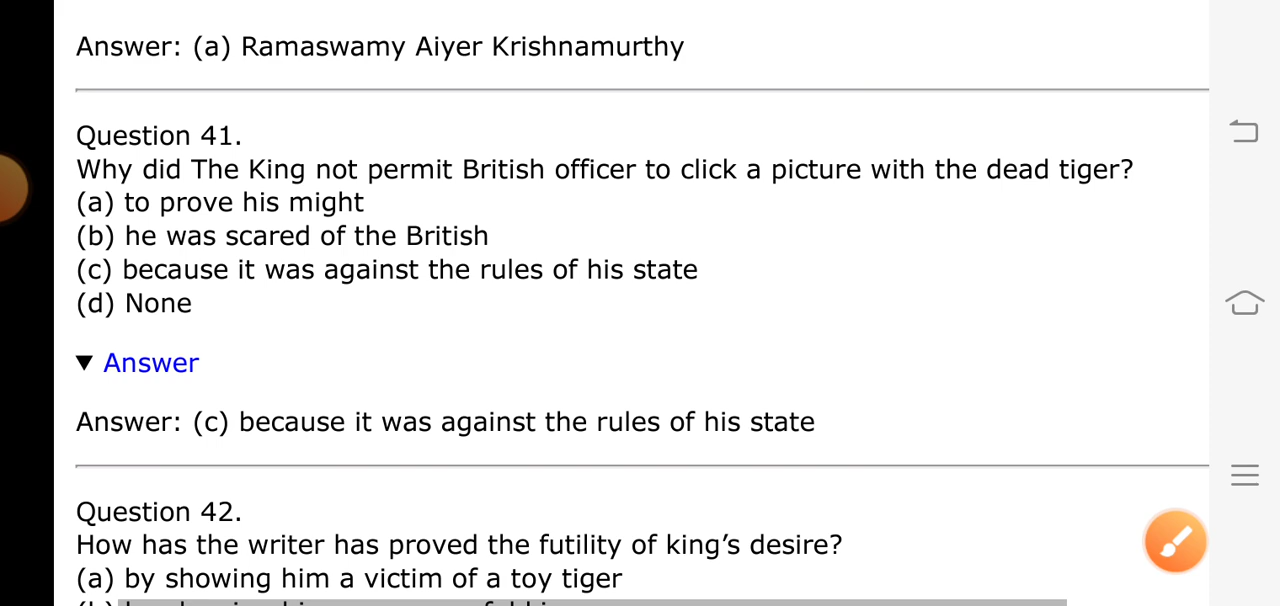 Answer: (a) Ramaswamy Aiyer Krishnamurthy
Question 41.
Why did The King not permit British officer to click a picture with the dead tiger?
(a) to prove his might
(b) he was scared of the British
(c) because it was against the rules of his state
(d) None
▼ Answer
Answer: (c) because it was against the rules of his state
Question 42.
How has the writer has proved the futility of king’s desire?
(a) by showing him a victim of a toy tiger